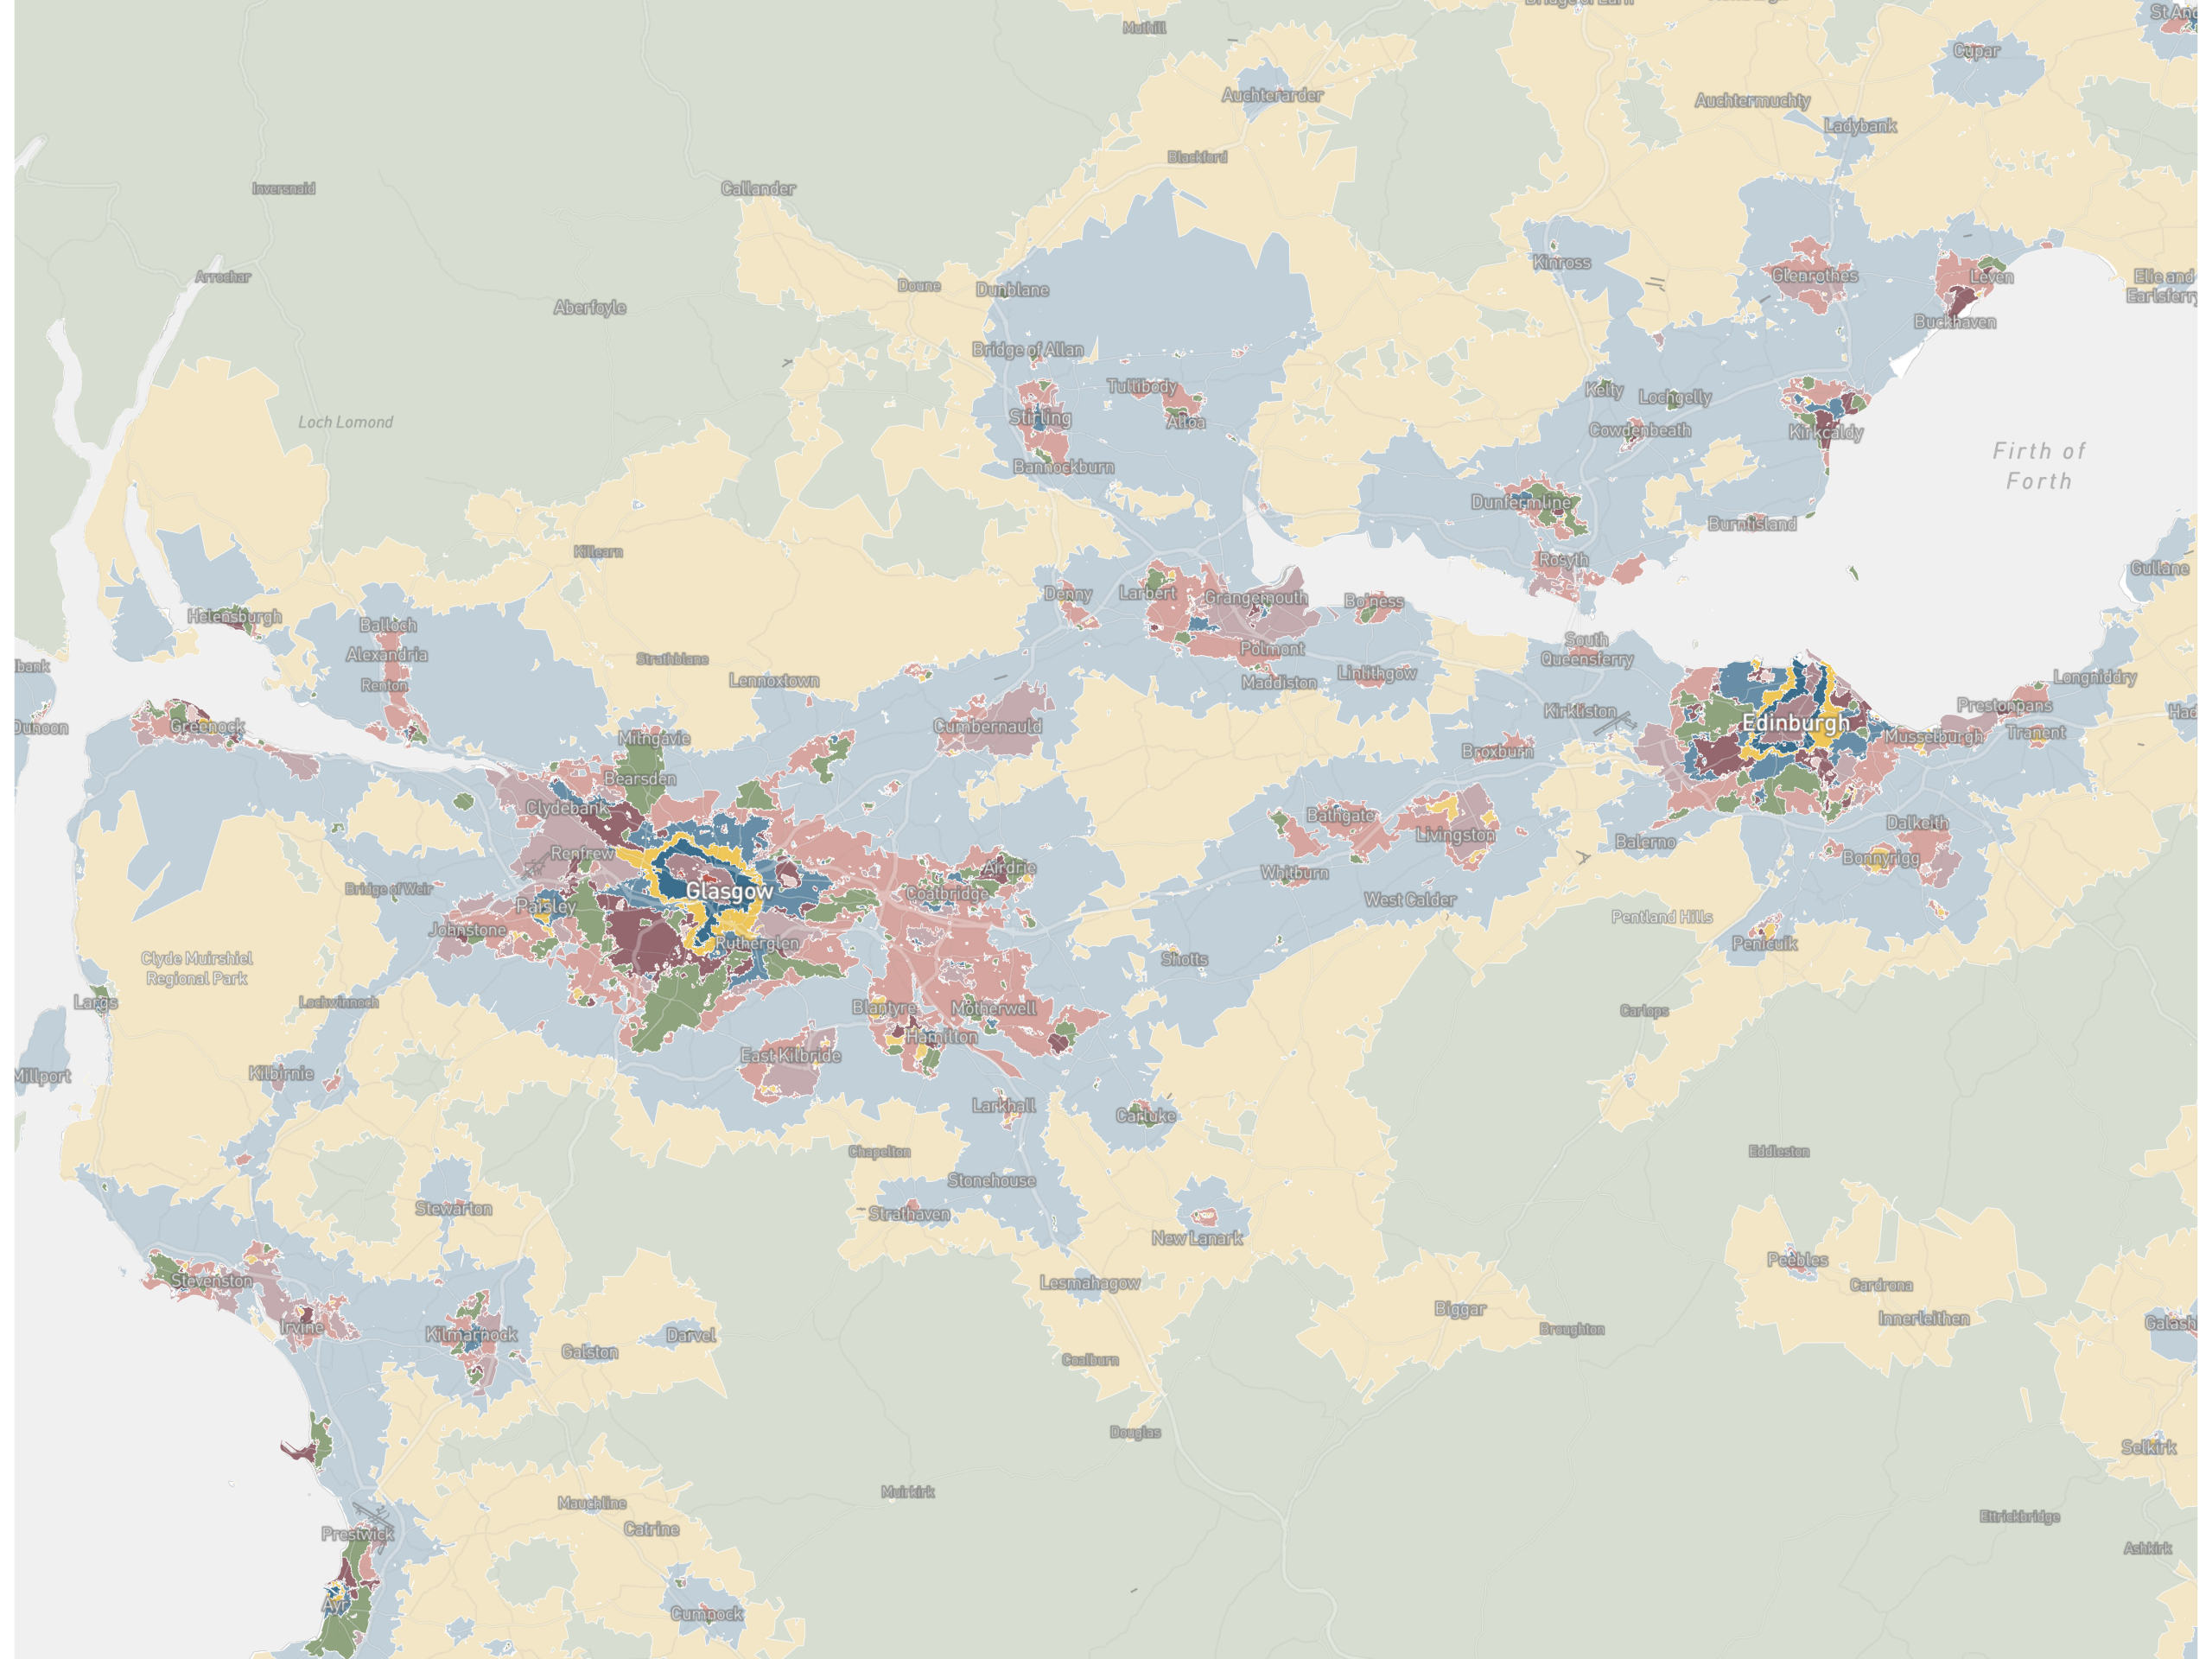 Muthill
Cupar
Auchterarder
Auchtermuchty
Ladybank
Blackford
Inversnaid
Callander
Arrochar
Aberfoyle
Doune
Dunblane
Kinross
Glenrothes
Leven
Elie and
Earlsferry
Buckhaven
Bridge of Allan
Tullibody
Kelty
Lochgelly
Loch Lomond
Stirling
Alloa
Cowdenbeath
Kirkcaldy
Bannockburn
Firth of
Forth
Dunfermline
Burntisland
Killearn
Rosyth
Gullane
Helensburgh
Balloch
Denny
Larbert
Grangemouth
Bo'ness
Alexandria
Strathblane
Polmont
South
Queensferry
Renton
Lennoxtown
Maddiston
Linlithgow
Longniddry
Dunoon
Greenock
Cumbernauld
Kirkliston
Edinburgh
Prestonpans
Milngavie
Broxburn
Musselburgh
Tranent
Bearsden
Clydebank
Bathgate
Livingston
Dalkeith
Renfrew
Balerno
Bonnyrigg
Airdrie
Bridge of Weir
Glasgow
Coatbridge
Whitburn
West Calder
Paisley
Pentland Hills
Johnstone
Rutherglen
Penicuik
Clyde Muirshiel
Regional Park
Shotts
Largs
Lochwinnoch
Blantyre
Motherwell
Carlops
Hamilton
East Kilbride
Millport
Kilbirnie
Larkhall
Carluke
Chapelton
Eddleston
Stonehouse
Stewarton
Strathaven
New Lanark
Peebles
Stevenston
Lesmahagow
Cardrona
Irvine
Kilmarnock
Darvel
Biggar
Broughton
Innerleithen
Galston
Coalburn
Douglas
Selkirk
Muirkirk
Mauchline
Prestwick
Catrine
Ettrickbridge
Ashkirk
Ayr
Cumnock